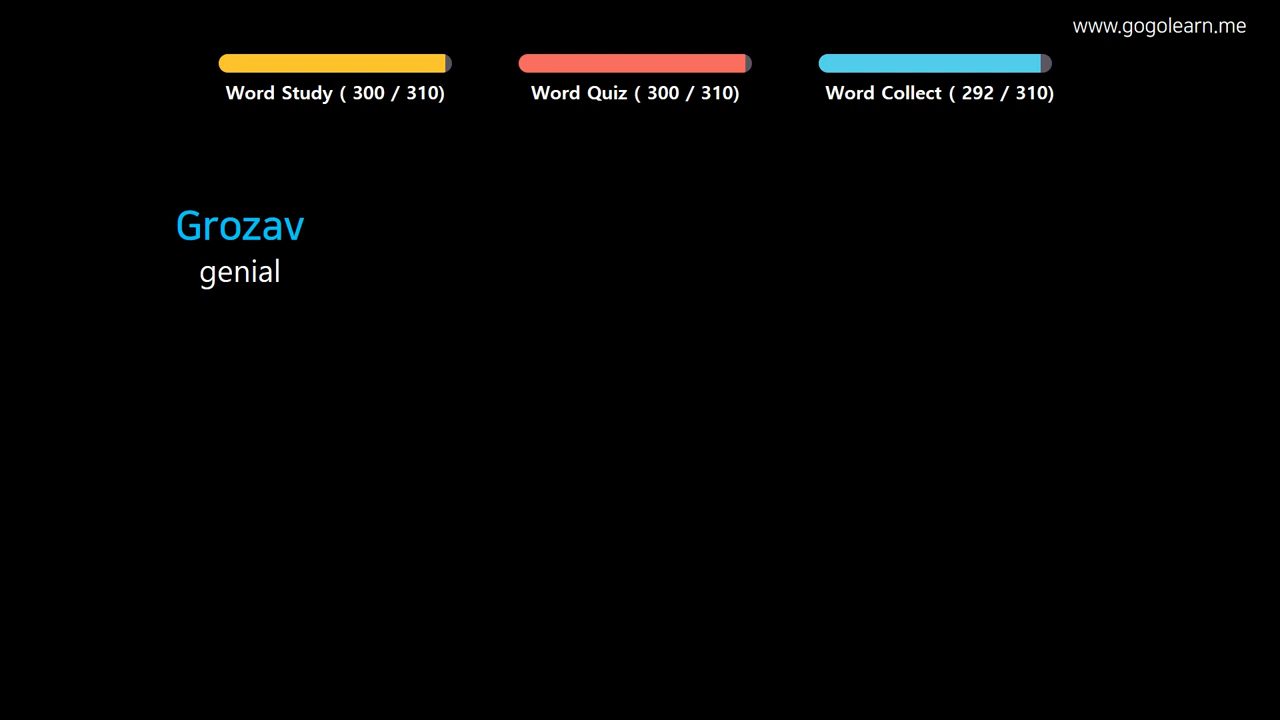 www.gogolearn.me
Word Study ( 300 / 310)
Word Quiz ( 300 / 310)
Word Collect ( 292 / 310)
Grozav
genial